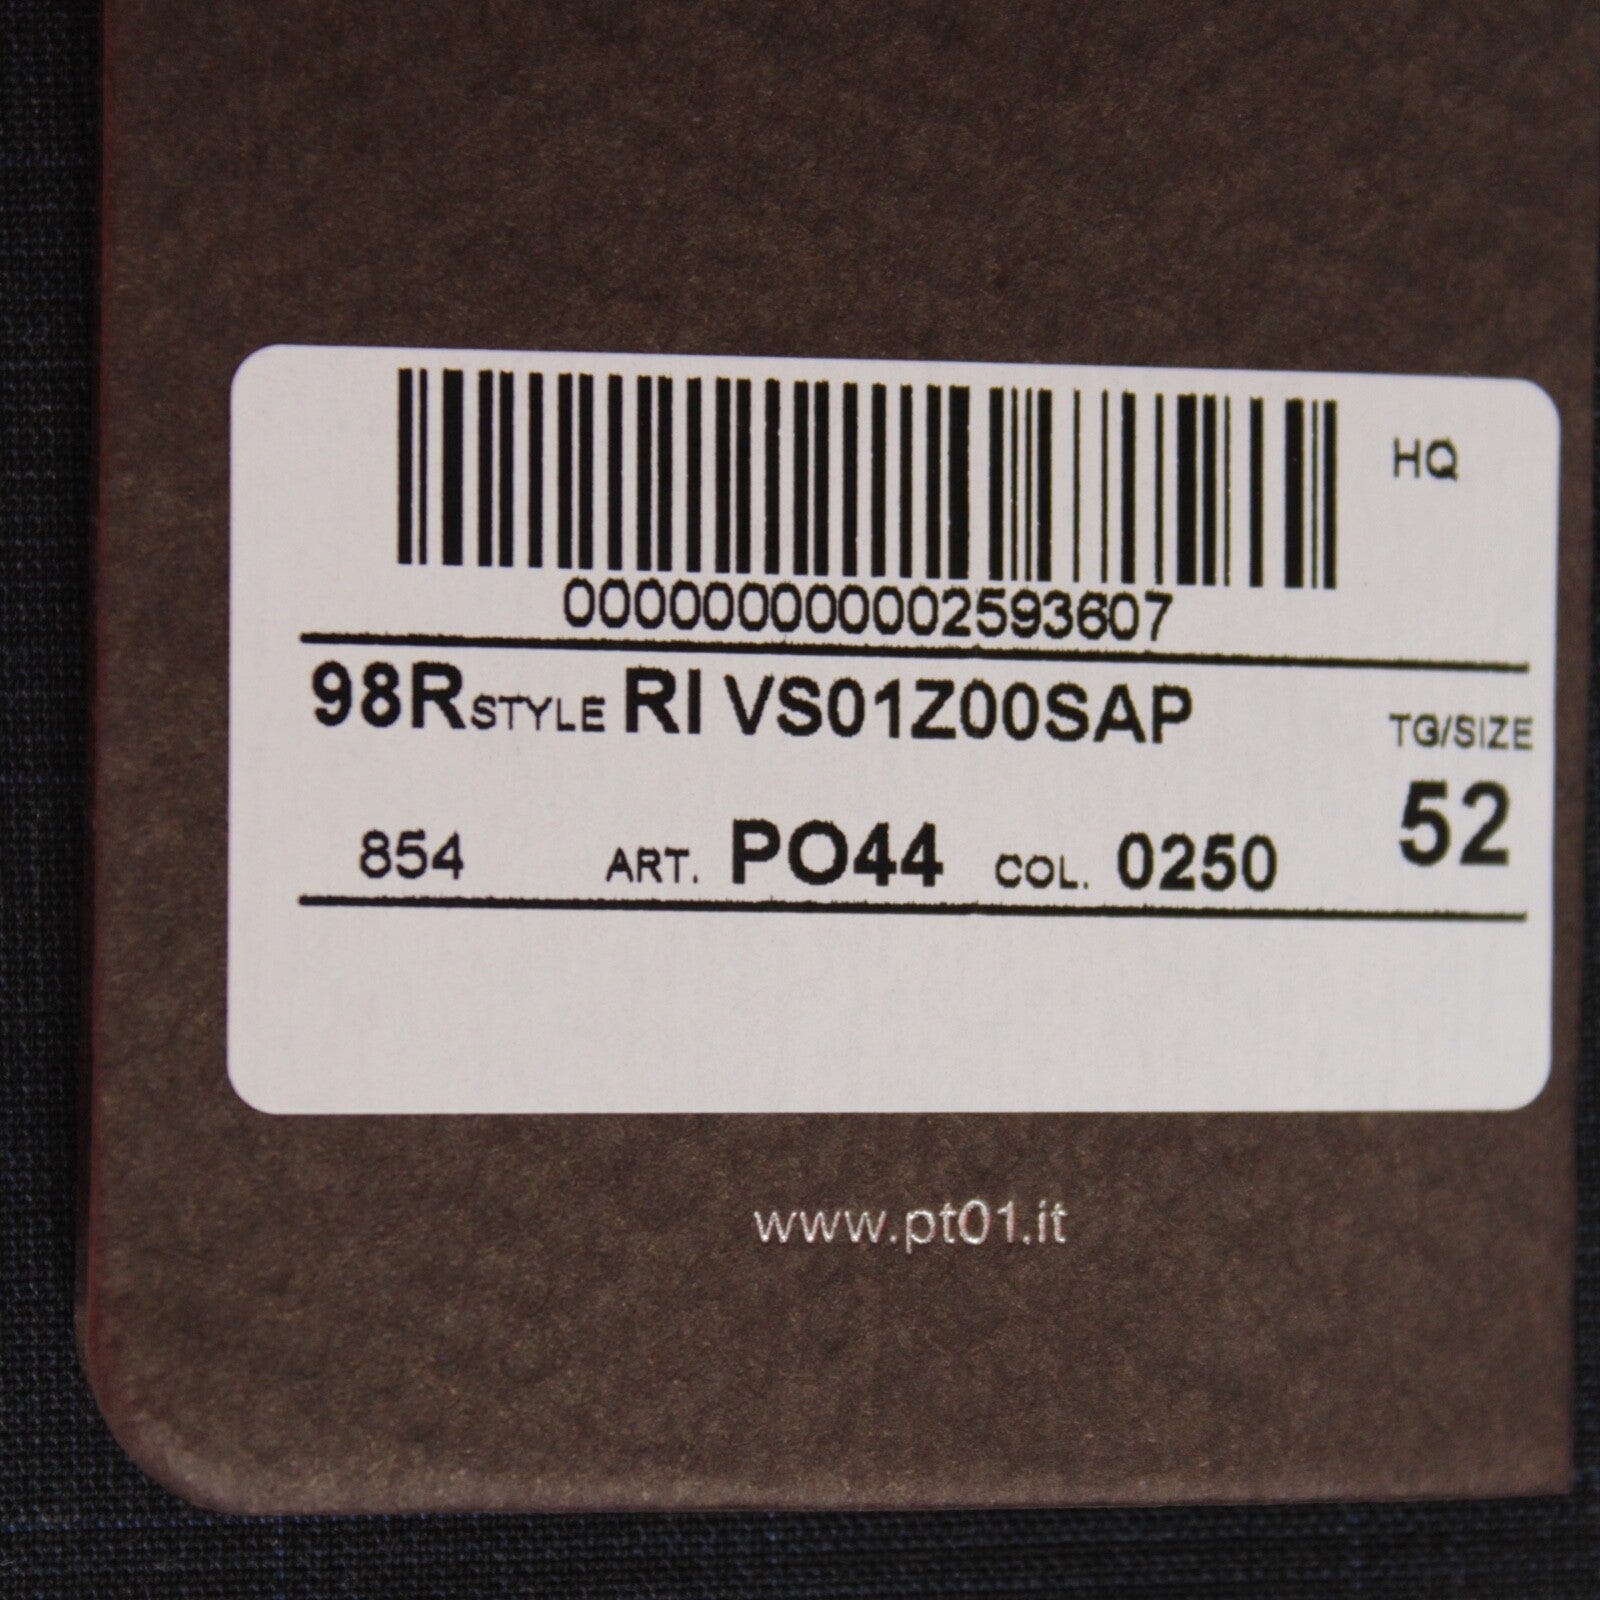 HQ
000000000002593607
98R STYLE RI VS01Z00SAP
TG/SIZE
52
854 ART. PO44 COL. 0250
www.pt01.it